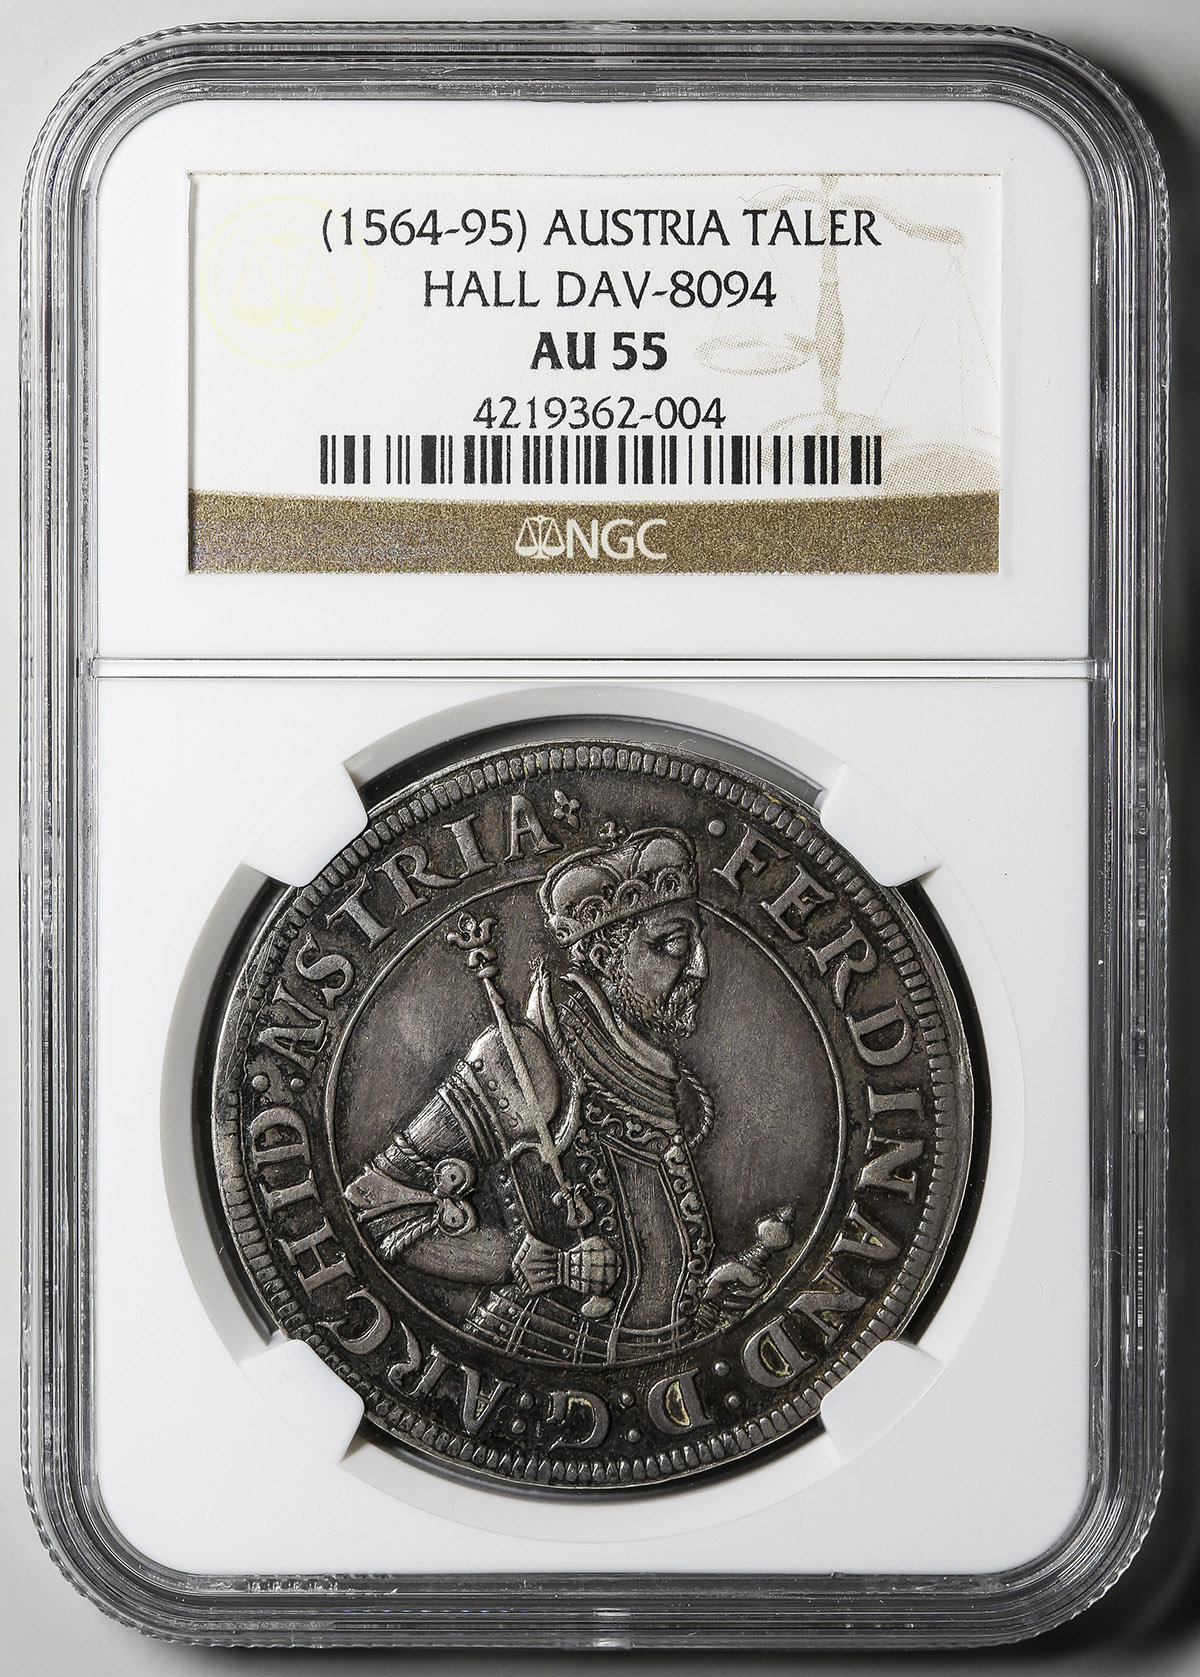 (1564-95) AUSTRIA TALER
HALL DAV-8094
AU 55
4219362-004
NGC
· FERDINAND · D : G : ARCHID : AVSTRIA